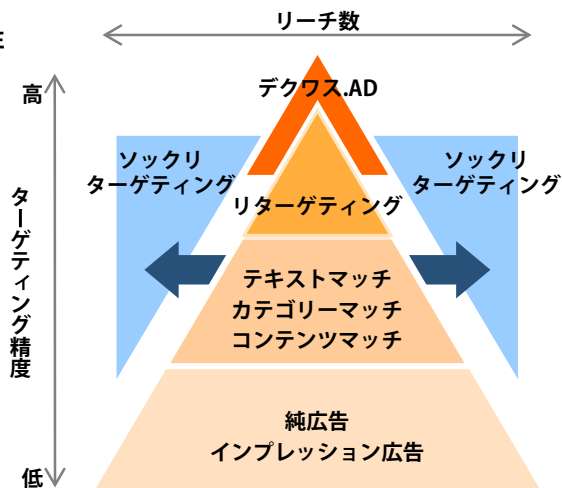 リーチ数
高
デクワス.AD
ソックリ
ターゲティング
ソックリ
ターゲティング
リターゲティング
ターゲティング精度
テキストマッチ
カテゴリーマッチ
コンテンツマッチ
純広告
インプレッション広告
低